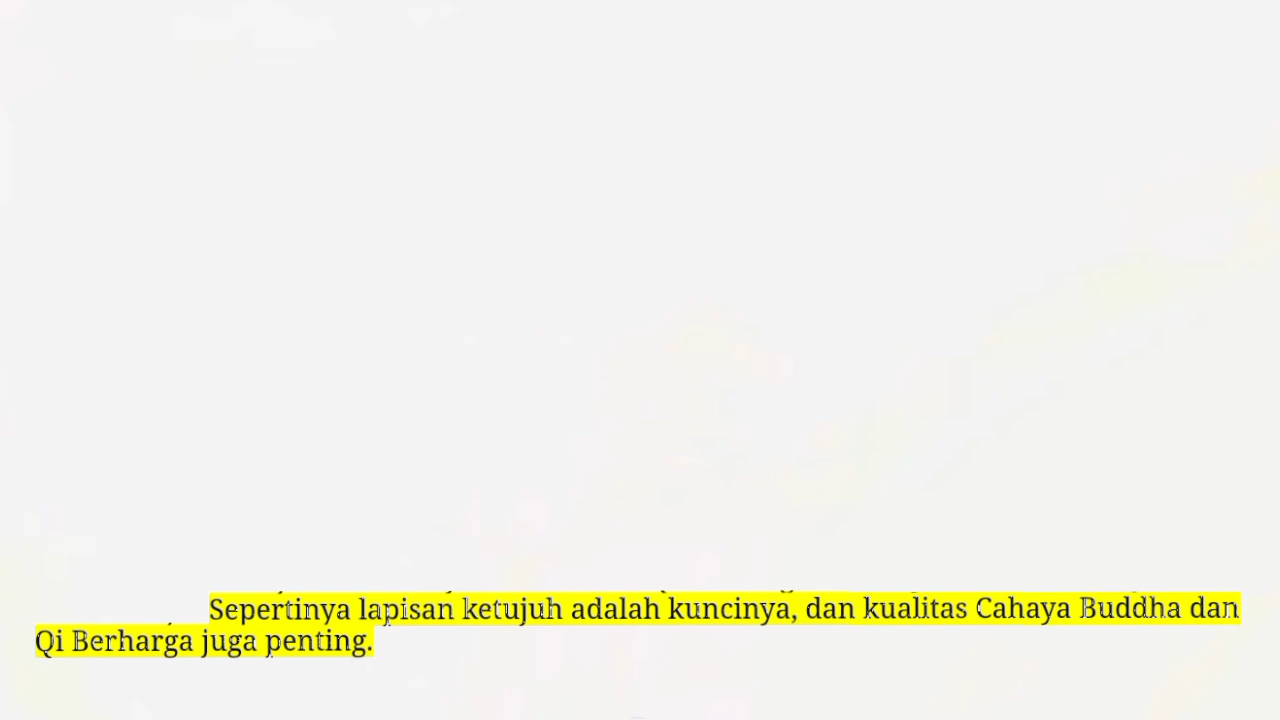 Sepertinya lapisan ketujuh adalah kuncinya, dan kualitas Cahaya Buddha dan
Qi Berharga juga penting.